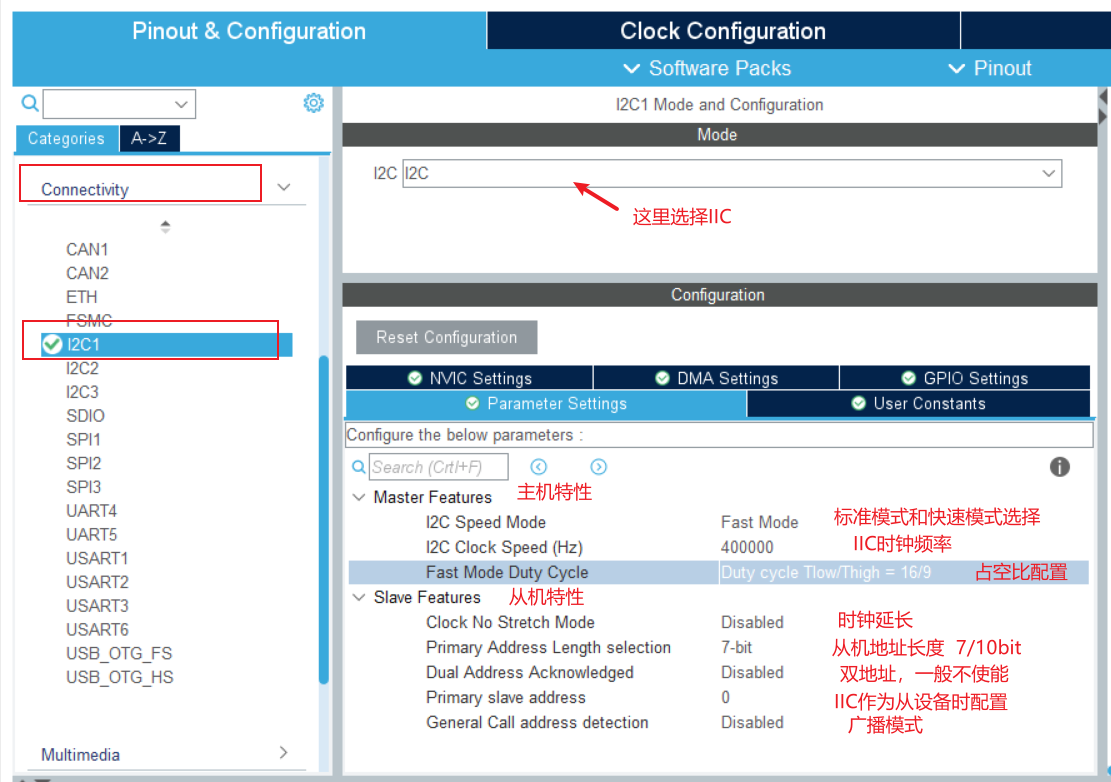 Pinout & Configuration
Clock Configuration
Software Packs
Pinout
Categories
A->Z
Connectivity
CAN1
CAN2
ETH
FSMC
I2C1
I2C2
I2C3
SDIO
SPI1
SPI2
SPI3
UART4
UART5
USART1
USART2
USART3
USART6
USB_OTG_FS
USB_OTG_HS
Multimedia
I2C1 Mode and Configuration
Mode
I2C I2C
这里选择IIC
Configuration
Reset Configuration
NVIC Settings
DMA Settings
GPIO Settings
Parameter Settings
User Constants
Configure the below parameters :
Search (Crtl+F)
Master Features 主机特性
I2C Speed Mode Fast Mode 标准模式和快速模式选择
I2C Clock Speed (Hz) 400000 IIC时钟频率
Fast Mode Duty Cycle Duty cycle Tlow/Thigh = 16/9 占空比配置
Slave Features 从机特性
Clock No Stretch Mode Disabled 时钟延长
Primary Address Length selection 7-bit 从机地址长度 7/10bit
Dual Address Acknowledged Disabled 双地址，一般不使能
Primary slave address 0 IIC作为从设备时配置
General Call address detection Disabled 广播模式